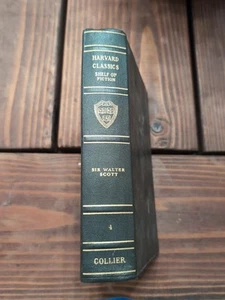 HARVARD
CLASSICS
SHELF OF
FICTION
SIR WALTER
SCOTT
4
COLLIER